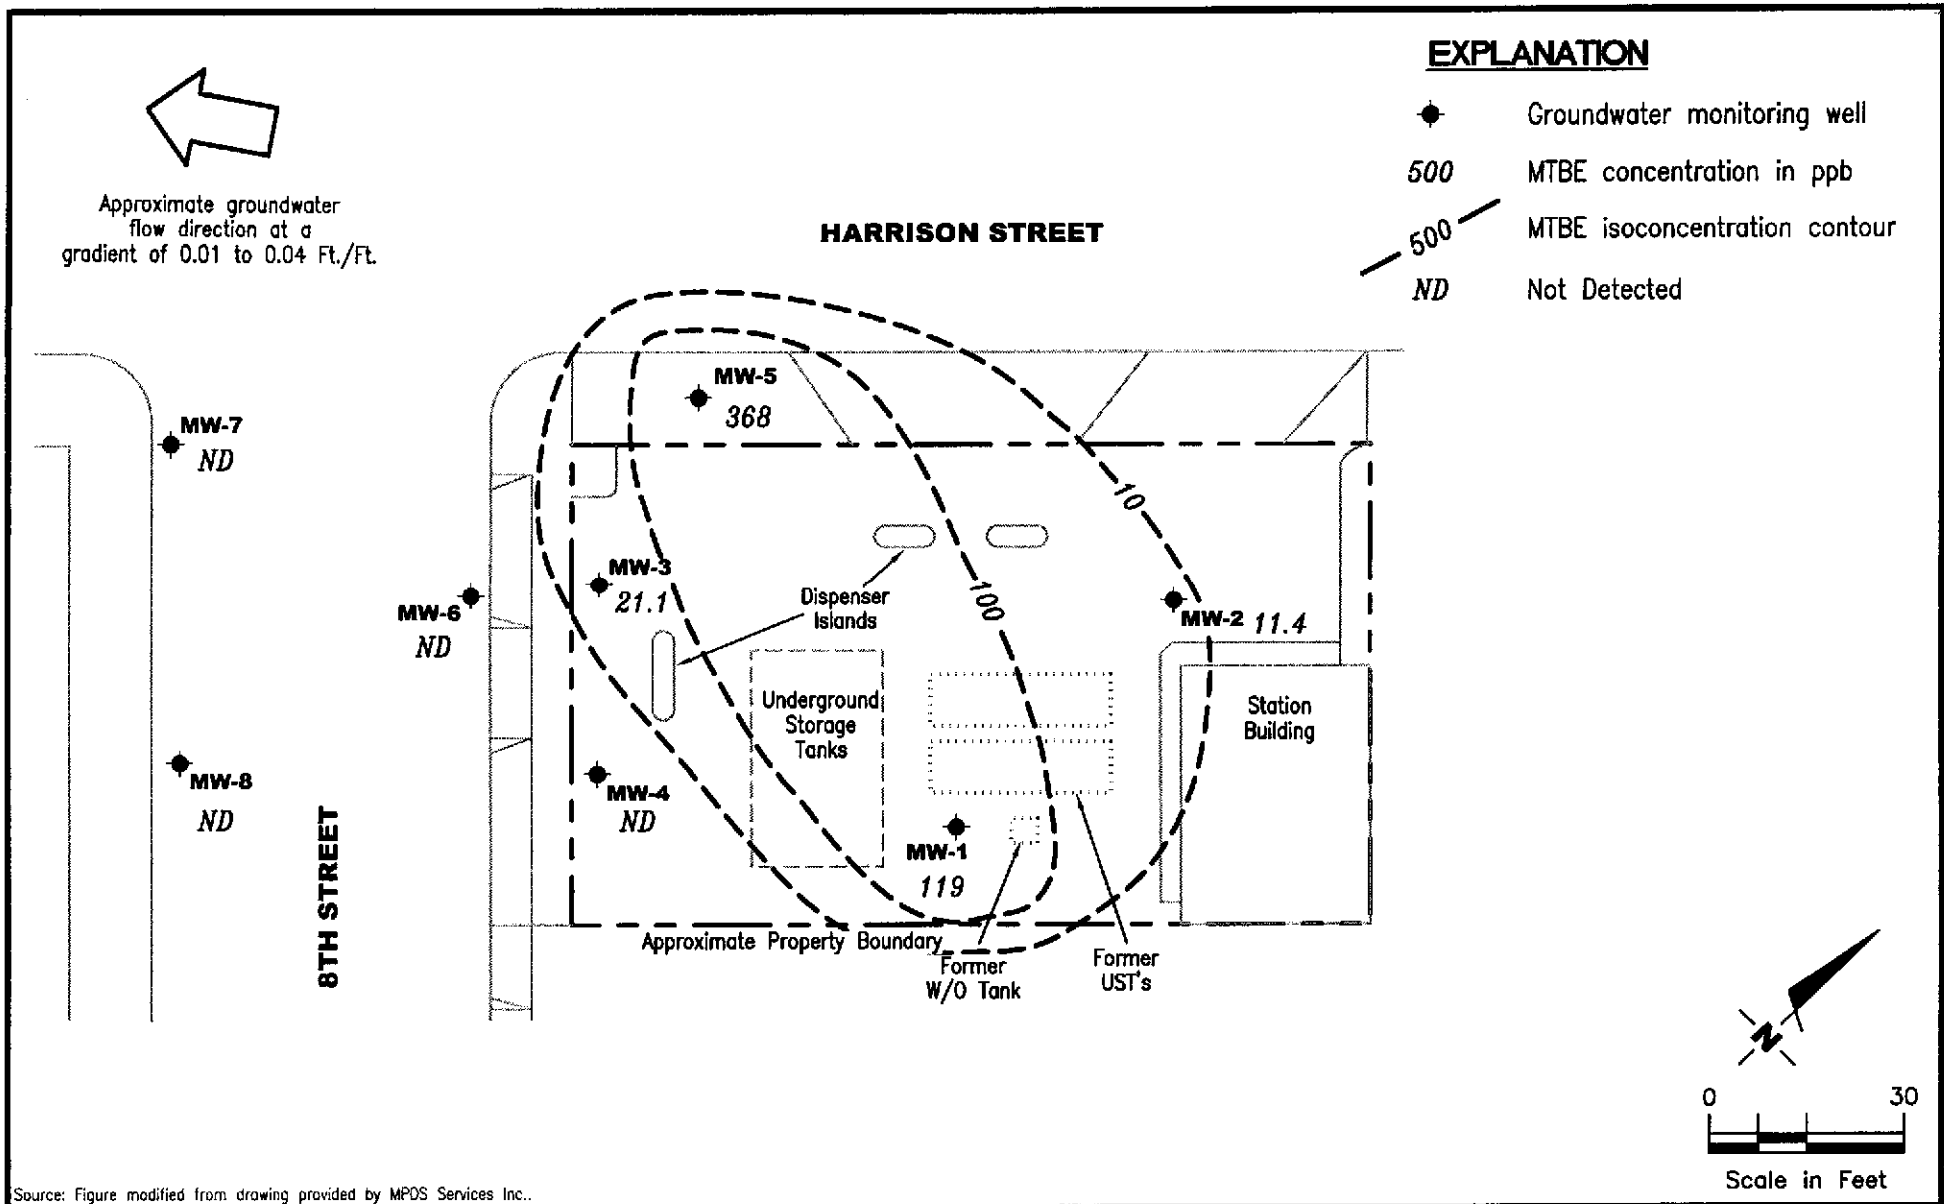 EXPLANATION
Groundwater monitoring well
500 MTBE concentration in ppb
500 MTBE isoconcentration contour
ND Not Detected
Approximate groundwater
flow direction at a
gradient of 0.01 to 0.04 Ft./Ft.
HARRISON STREET
MW-5
368
MW-7
ND
10
MW-3
21.1
MW-6
ND
Dispenser
Islands
100
MW-2 11.4
Underground
Storage
Tanks
Station
Building
MW-8
ND
MW-4
ND
MW-1
119
8TH STREET
Approximate Property Boundary
Former
W/O Tank
Former
UST's
N
0 30
Scale in Feet
Source: Figure modified from drawing provided by MPDS Services Inc..